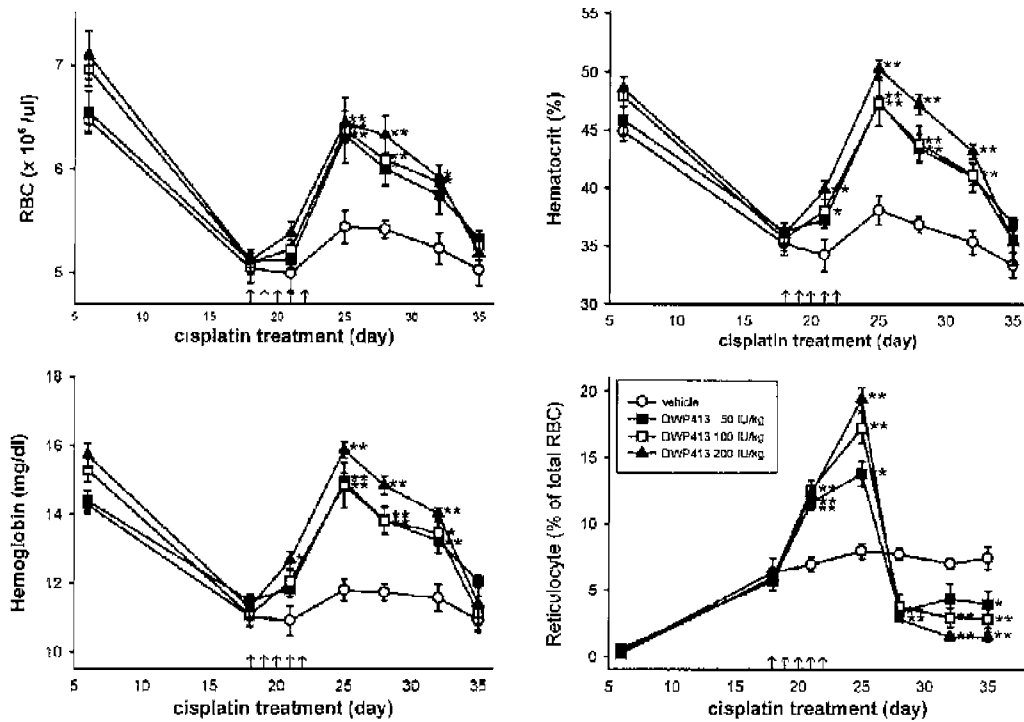 RBC (x 10⁶ /ul)
7
6
5
5 10 15 20 25 30 35
cisplatin treatment (day)
Hematocrit (%)
55
50
45
40
35
30
5 10 15 20 25 30 35
cisplatin treatment (day)
Hemoglobin (mg/dl)
18
16
14
12
10
5 10 15 20 25 30 35
cisplatin treatment (day)
Reticulocyte (% of total RBC)
20
15
10
5
0
vehicle
DWP413 50 IU/kg
DWP413 100 IU/kg
DWP413 200 IU/kg
5 10 15 20 25 30 35
cisplatin treatment (day)